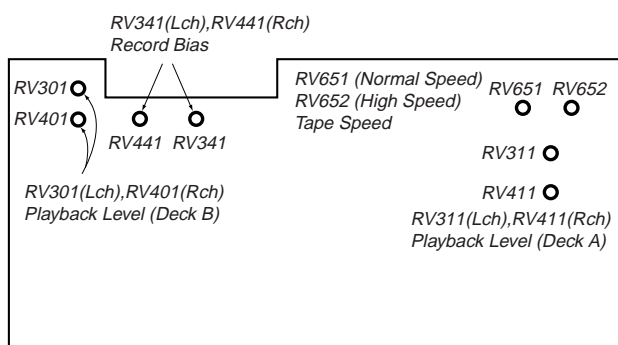 RV341(Lch),RV441(Rch)
Record Bias
RV301
RV401
RV441
RV341
RV301(Lch),RV401(Rch)
Playback Level (Deck B)
RV651 (Normal Speed)
RV652 (High Speed)
Tape Speed
RV651
RV652
RV311
RV411
RV311(Lch),RV411(Rch)
Playback Level (Deck A)